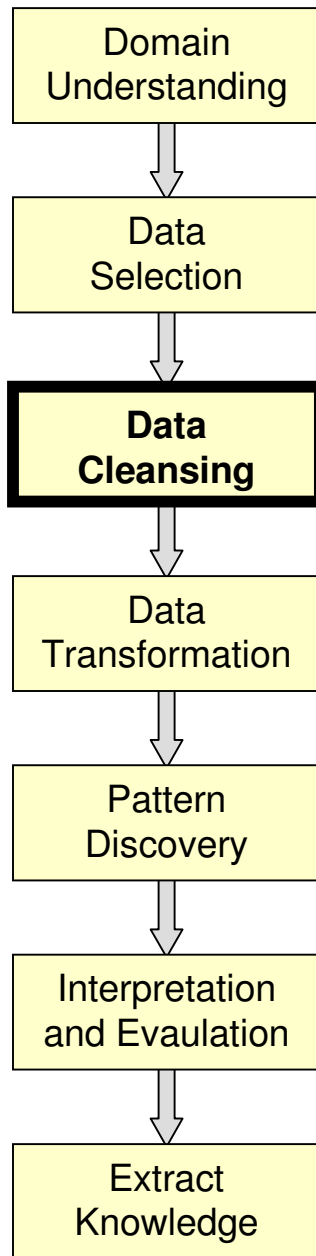 Domain
Understanding
Data
Selection
Data
Cleansing
Data
Transformation
Pattern
Discovery
Interpretation
and Evaulation
Extract
Knowledge